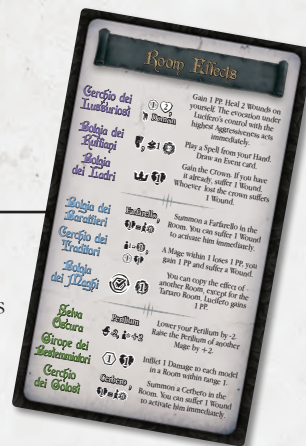 Room Effects
Cerchio dei
Lussuriosi
Gain 1 PP. Heal 2 Wounds on
yourself. The evocation under
Lucifero's control with the
highest Aggressiveness acts
immediately.
Bolgia dei
Ruffiani
Play a Spell from your Hand.
Draw an Event card.
Bolgia
dei Ladri
Gain the Crown. If you have
it already, suffer 1 Wound.
Whoever lost the crown suffers
1 Wound.
Bolgia dei
Barattieri
Farfarello,
Summon a Farfarello in the
Room. You can suffer 1 Wound
to activate him immediately.
Cerchio dei
Traditori
A Mage within 1 loses 1 PP, you
gain 1 PP and suffer a Wound.
Bolgia
dei Maghi
You can copy the effect of
another Room, except for the
Tartaro Room. Lucifero gains
1 PP.
Selva
Oscura
Perilium
-2, +2
Lower your Perilium by -2.
Raise the Perilium of another
Mage by +2.
Girone dei
Bestemmiatori
1
Inflict 1 Damage to each model
in a Room within range 1.
Cerchio
dei Golosi
Cerbero,
Summon a Cerbero in the
Room. You can suffer 1 Wound
to activate him immediately.
S